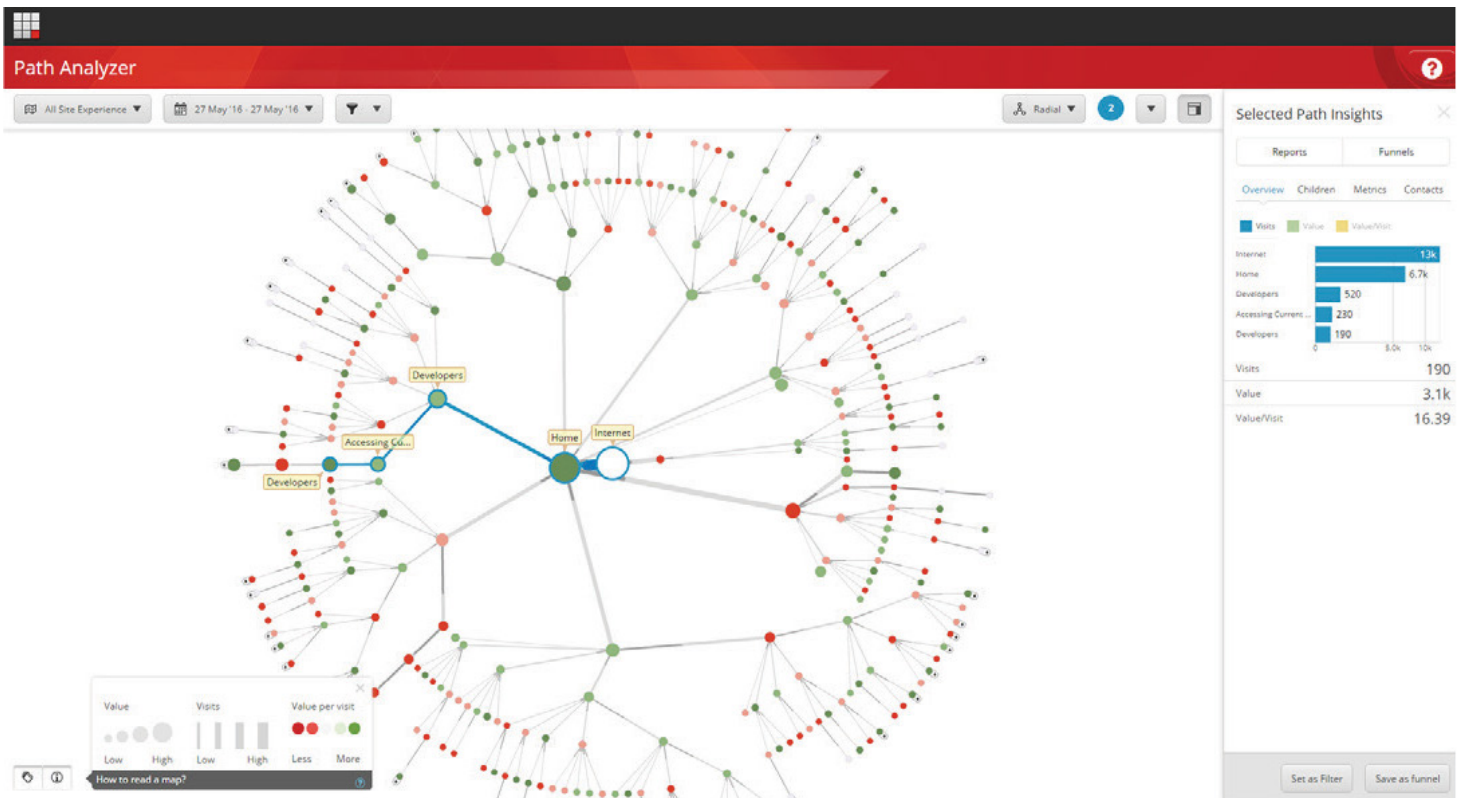 Path Analyzer
?
All Site Experience
27 May '16 - 27 May '16
Radial
2
Selected Path Insights
Reports Funnels
Overview Children Metrics Contacts
Visits Value Value/Visit
Internet 13k
Home 6.7k
Developers 520
Accessing Current ... 230
Developers 190
0 5.0k 10k
Visits 190
Value 3.1k
Value/Visit 16.39
Developers
Home
Internet
Accessing Cu...
Developers
Value Visits Value per visit
Low High Low High Less More
How to read a map?
Set as Filter Save as funnel